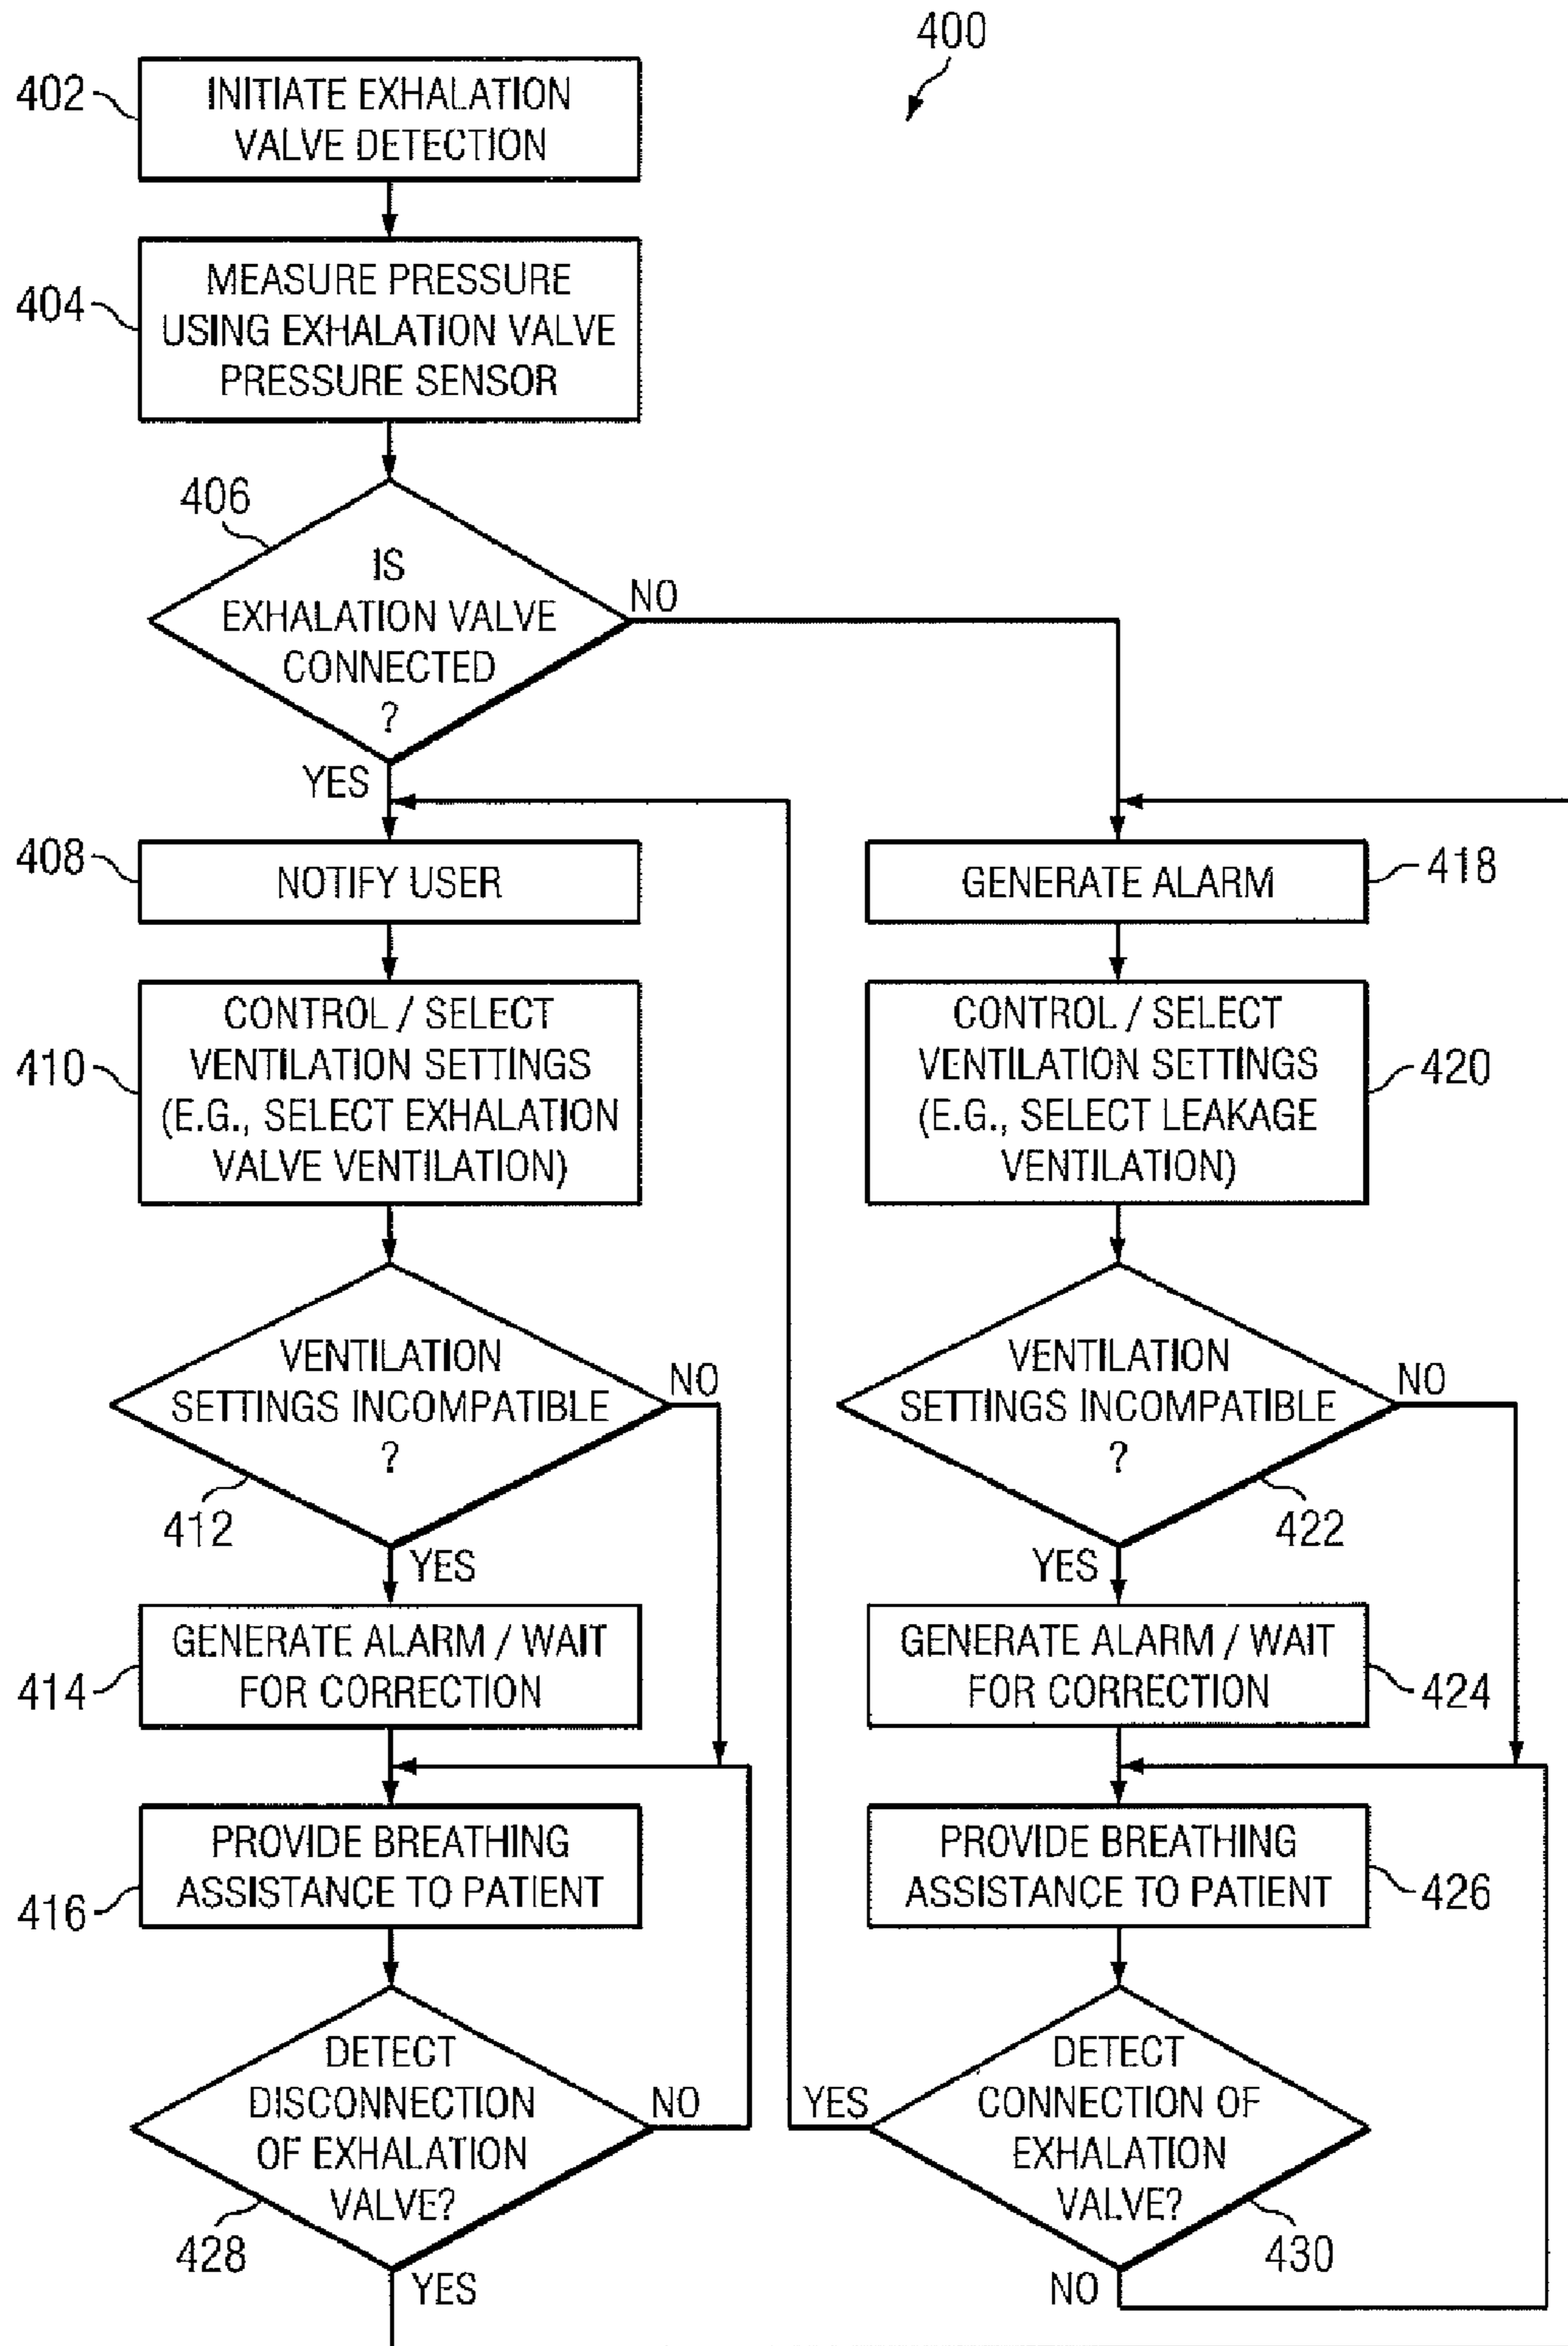 400
402
INITIATE EXHALATION
VALVE DETECTION
404
MEASURE PRESSURE
USING EXHALATION VALVE
PRESSURE SENSOR
406
IS
EXHALATION VALVE
CONNECTED
?
NO
YES
408
NOTIFY USER
410
CONTROL / SELECT
VENTILATION SETTINGS
(E.G., SELECT EXHALATION
VALVE VENTILATION)
VENTILATION
SETTINGS INCOMPATIBLE
?
NO
412
YES
414
GENERATE ALARM / WAIT
FOR CORRECTION
416
PROVIDE BREATHING
ASSISTANCE TO PATIENT
DETECT
DISCONNECTION
OF EXHALATION
VALVE?
NO
428
YES
GENERATE ALARM
418
CONTROL / SELECT
VENTILATION SETTINGS
(E.G., SELECT LEAKAGE
VENTILATION)
420
VENTILATION
SETTINGS INCOMPATIBLE
?
NO
422
YES
GENERATE ALARM / WAIT
FOR CORRECTION
424
PROVIDE BREATHING
ASSISTANCE TO PATIENT
426
DETECT
CONNECTION OF
EXHALATION
VALVE?
YES
430
NO